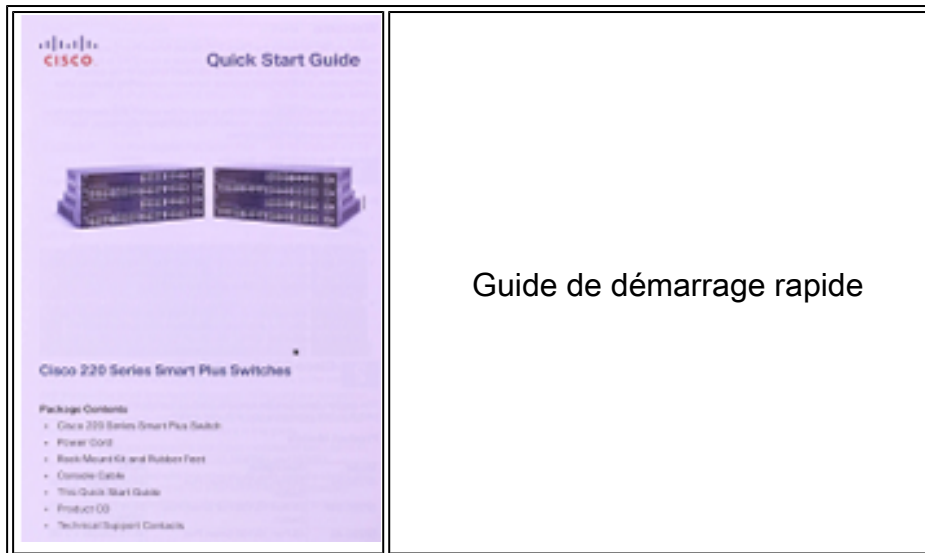 CISCO
Quick Start Guide
Cisco 220 Series Smart Plus Switches
Package Contents
• Cisco 220 Series Smart Plus Switch
• Power Cord
• Rack Mount Kit and Rubber Feet
• Console Cable
• This Quick Start Guide
• Product CD
• Technical Support Contacts
Guide de démarrage rapide